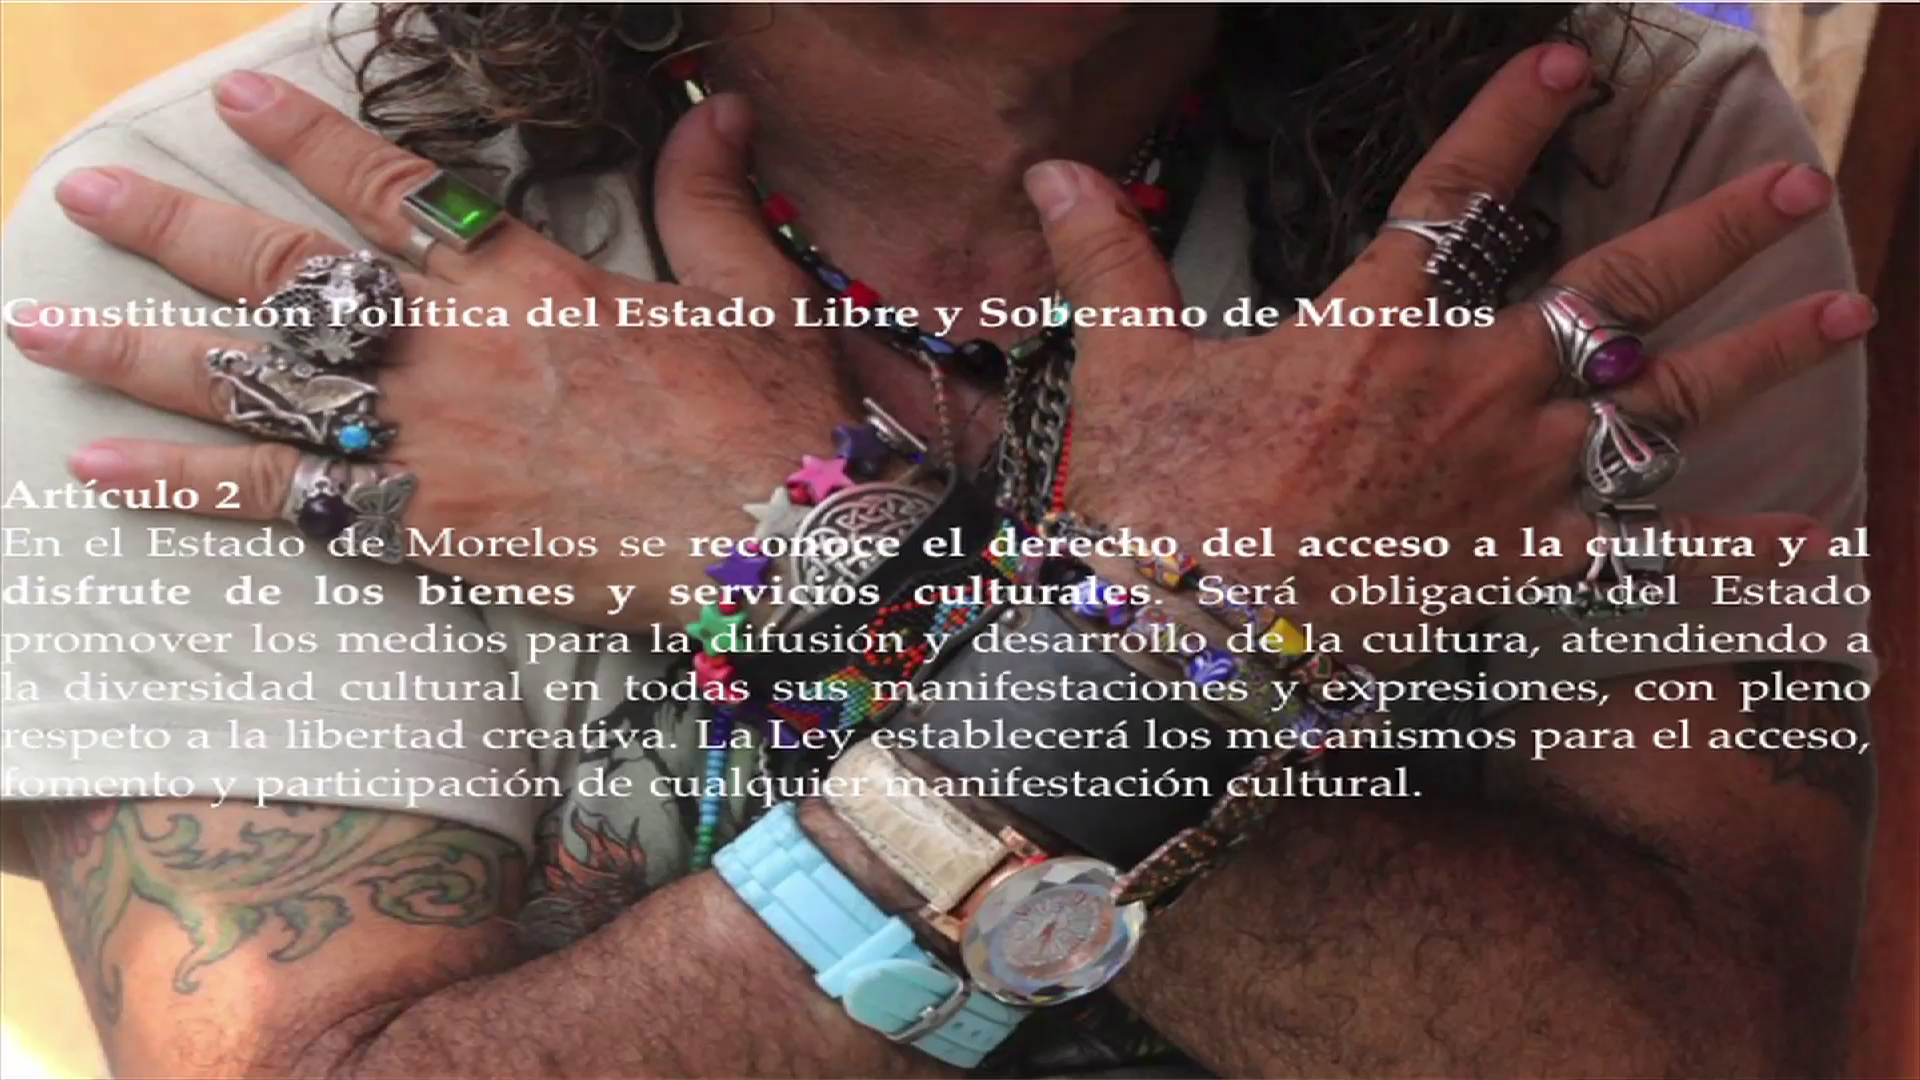 Constitución Política del Estado Libre y Soberano de Morelos
Artículo 2
En el Estado de Morelos se reconoce el derecho del acceso a la cultura y al
disfrute de los bienes y servicios culturales. Será obligación del Estado
promover los medios para la difusión y desarrollo de la cultura, atendiendo a
la diversidad cultural en todas sus manifestaciones y expresiones, con pleno
respeto a la libertad creativa. La Ley establecerá los mecanismos para el acceso,
fomento y participación de cualquier manifestación cultural.